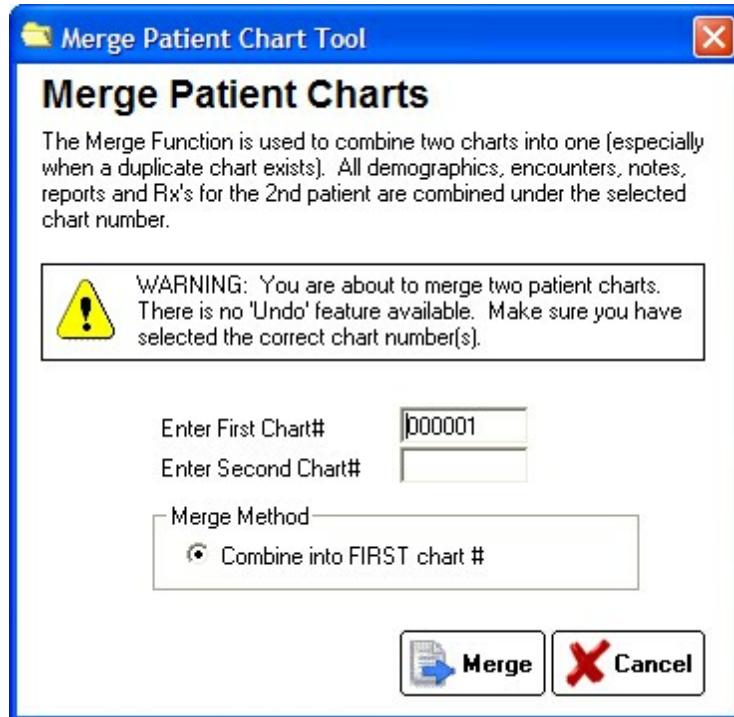 Merge Patient Chart Tool
Merge Patient Charts
The Merge Function is used to combine two charts into one (especially
when a duplicate chart exists).  All demographics, encounters, notes,
reports and Rx's for the 2nd patient are combined under the selected
chart number.
WARNING:  You are about to merge two patient charts.
There is no 'Undo' feature available.  Make sure you have
selected the correct chart number(s).
Enter First Chart# 000001
Enter Second Chart#
Merge Method
Combine into FIRST chart #
Merge Cancel